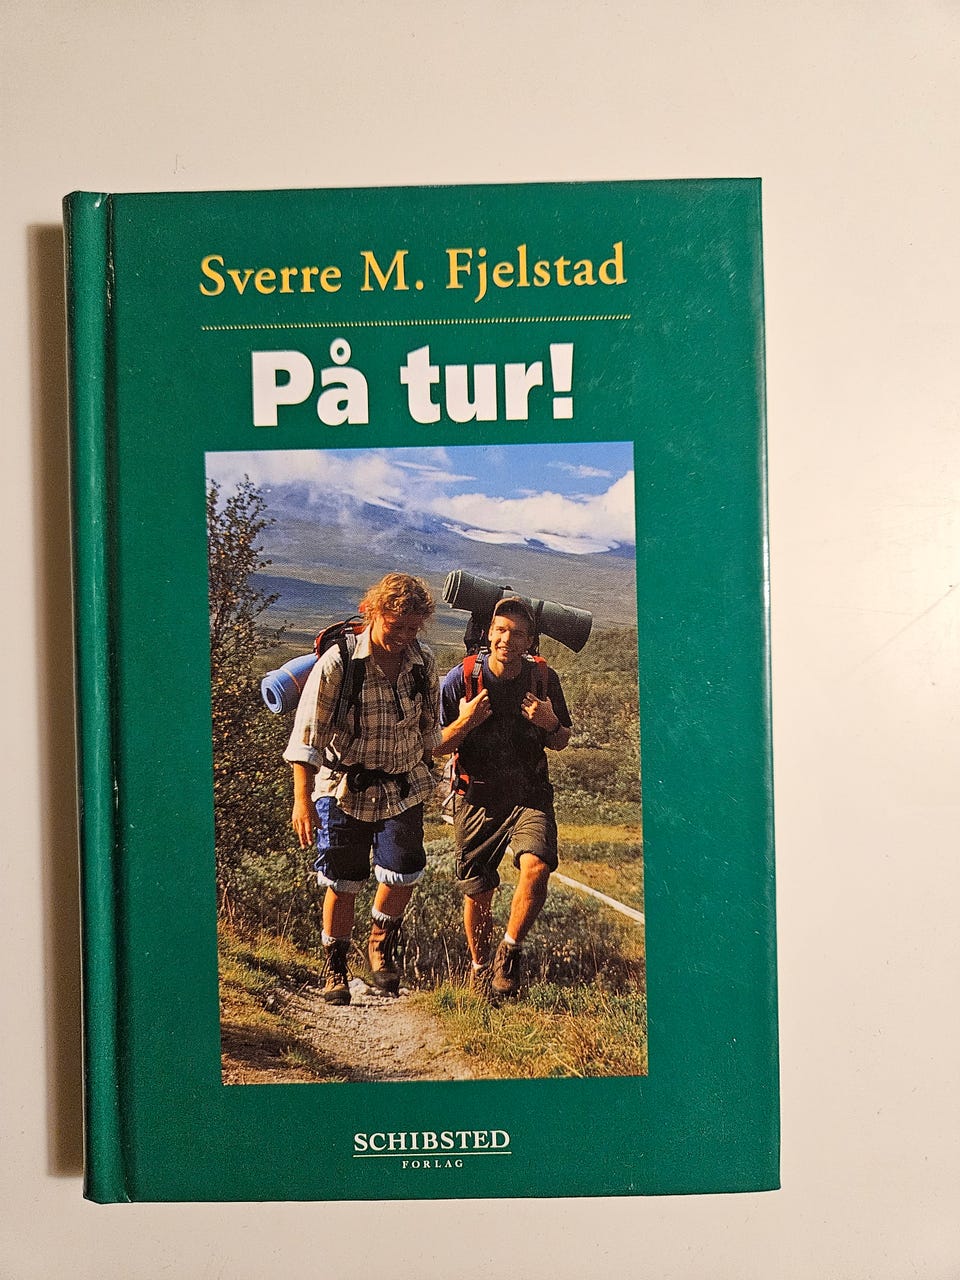 Sverre M. Fjelstad
På tur!
SCHIBSTED
FORLAG